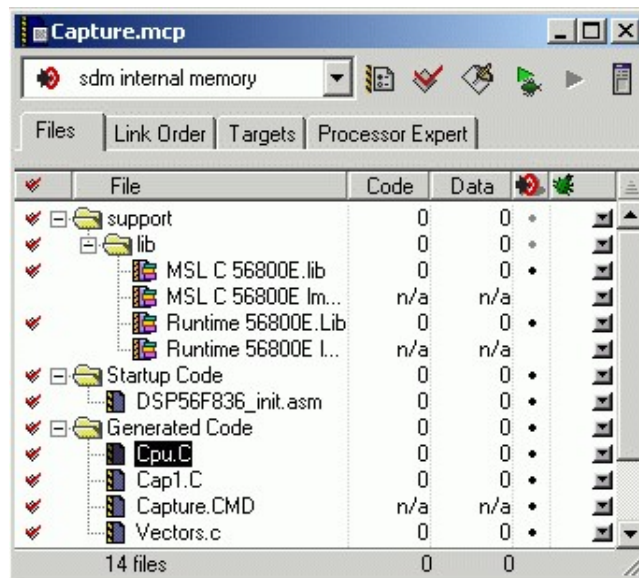 Capture.mcp
sdm internal memory
Files Link Order Targets Processor Expert
File Code Data
support 0 0
lib 0 0
MSL C 56800E.lib 0 0
MSL C 56800E Im... n/a n/a
Runtime 56800E.Lib 0 0
Runtime 56800E I... n/a n/a
Startup Code 0 0
DSP56F836_init.asm 0 0
Generated Code 0 0
Cpu.C 0 0
Cap1.C 0 0
Capture.CMD n/a n/a
Vectors.c 0 0
14 files 0 0